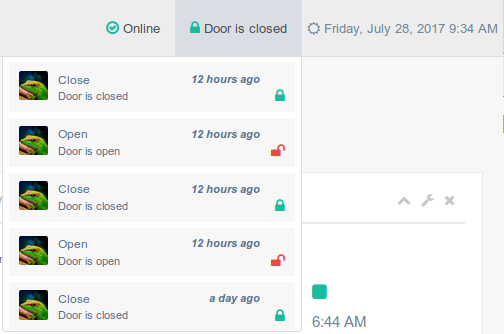 Online
Door is closed
Friday, July 28, 2017 9:34 AM
Close
12 hours ago
Door is closed
Open
12 hours ago
Door is open
Close
12 hours ago
Door is closed
Open
12 hours ago
Door is open
Close
a day ago
Door is closed
6:44 AM